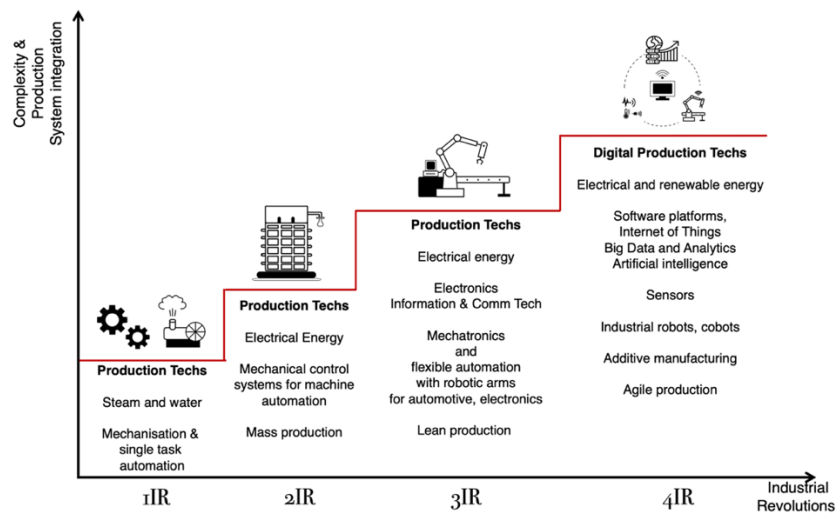 Complexity &
Production
System integration
Production Techs
Steam and water
Mechanisation &
single task
automation
Production Techs
Electrical Energy
Mechanical control
systems for machine
automation
Mass production
Production Techs
Electrical energy
Electronics
Information & Comm Tech
Mechatronics
and
flexible automation
with robotic arms
for automotive, electronics
Lean production
Digital Production Techs
Electrical and renewable energy
Software platforms,
Internet of Things
Big Data and Analytics
Artificial intelligence
Sensors
Industrial robots, cobots
Additive manufacturing
Agile production
1IR
2IR
3IR
4IR
Industrial
Revolutions